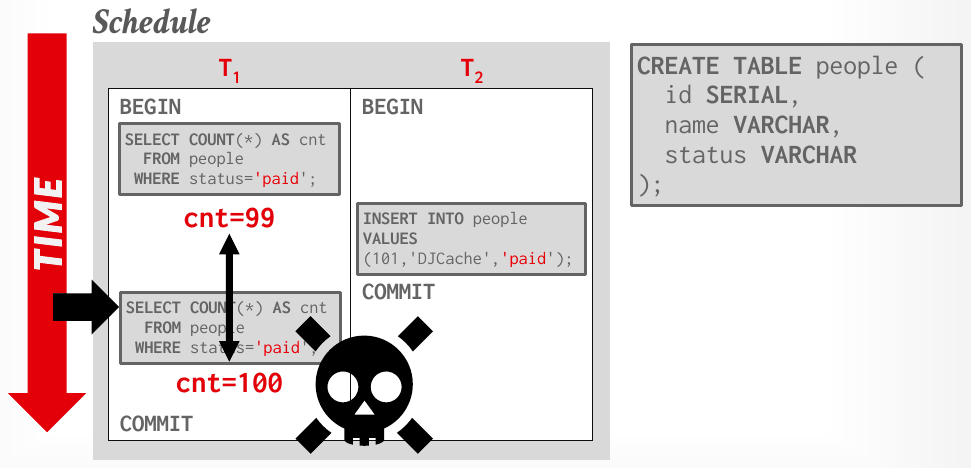 Schedule
T1
T2
TIME
BEGIN
SELECT COUNT(*) AS cnt
FROM people
WHERE status='paid';
cnt=99
SELECT COUNT(*) AS cnt
FROM people
WHERE status='paid';
cnt=100
COMMIT
BEGIN
INSERT INTO people
VALUES
(101,'DJCache','paid');
COMMIT
CREATE TABLE people (
id SERIAL,
name VARCHAR,
status VARCHAR
);